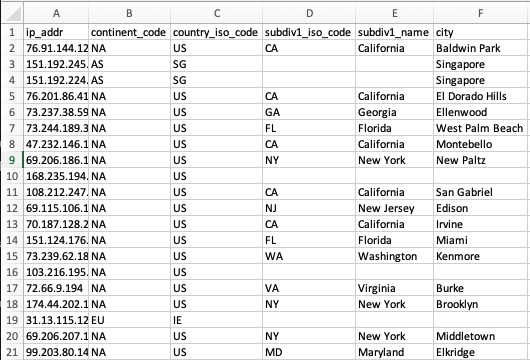 A B C D E F
1 ip_addr continent_code country_iso_code subdiv1_iso_code subdiv1_name city
2 76.91.144.12 NA US CA California Baldwin Park
3 151.192.245. AS SG Singapore
4 151.192.224. AS SG Singapore
5 76.201.86.41 NA US CA California El Dorado Hills
6 73.237.38.59 NA US GA Georgia Ellenwood
7 73.244.189.3 NA US FL Florida West Palm Beach
8 47.232.146.1 NA US CA California Montebello
9 69.206.186.1 NA US NY New York New Paltz
10 168.235.194. NA US
11 108.212.247. NA US CA California San Gabriel
12 69.115.106.1 NA US NJ New Jersey Edison
13 70.187.128.2 NA US CA California Irvine
14 151.124.176. NA US FL Florida Miami
15 73.239.62.18 NA US WA Washington Kenmore
16 103.216.195. NA US
17 72.66.9.194 NA US VA Virginia Burke
18 174.44.202.1 NA US NY New York Brooklyn
19 31.13.115.12 EU IE
20 69.206.207.1 NA US NY New York Middletown
21 99.203.80.14 NA US MD Maryland Elkridge